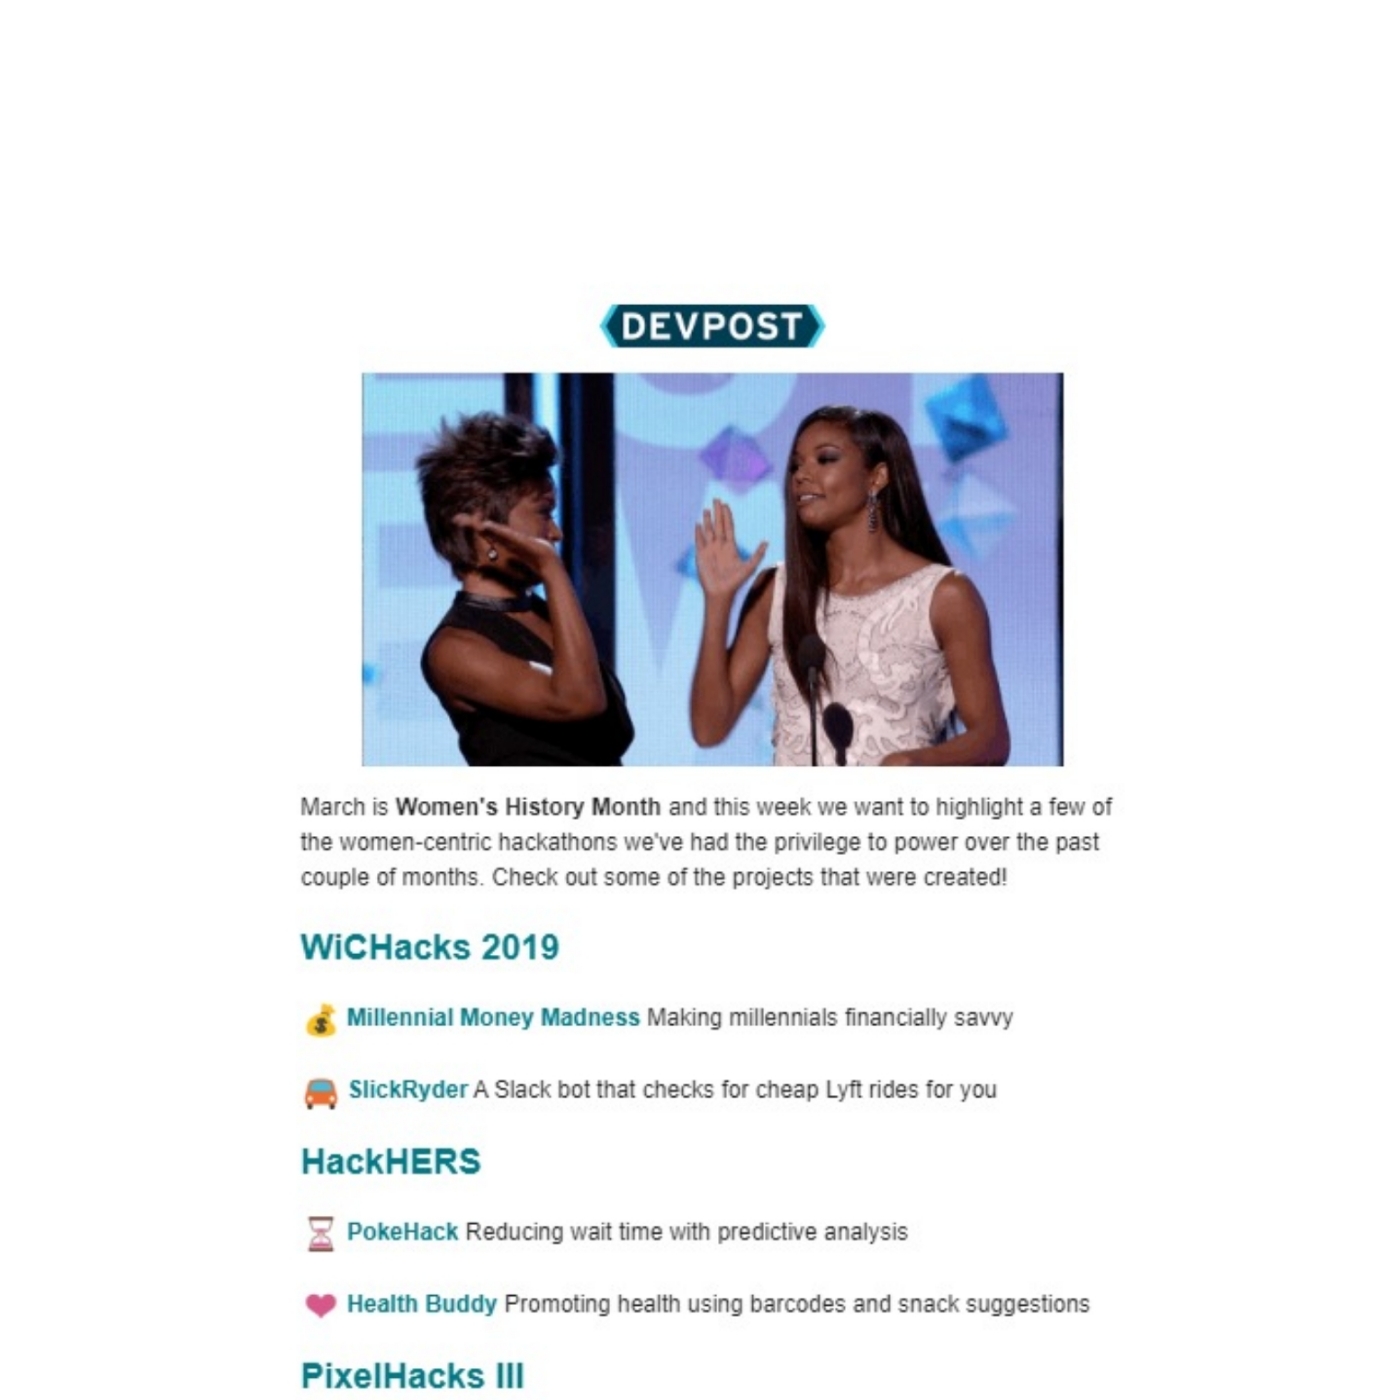 DEVPOST
March is Women's History Month and this week we want to highlight a few of
the women-centric hackathons we've had the privilege to power over the past
couple of months. Check out some of the projects that were created!
WiCHacks 2019
Millennial Money Madness Making millennials financially savvy
SlickRyder A Slack bot that checks for cheap Lyft rides for you
HackHERS
PokeHack Reducing wait time with predictive analysis
Health Buddy Promoting health using barcodes and snack suggestions
PixelHacks III